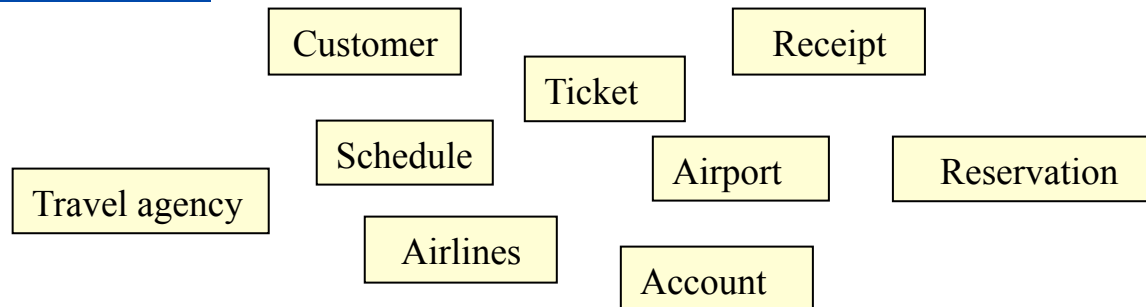 Customer
Receipt
Ticket
Schedule
Airport
Reservation
Travel agency
Airlines
Account